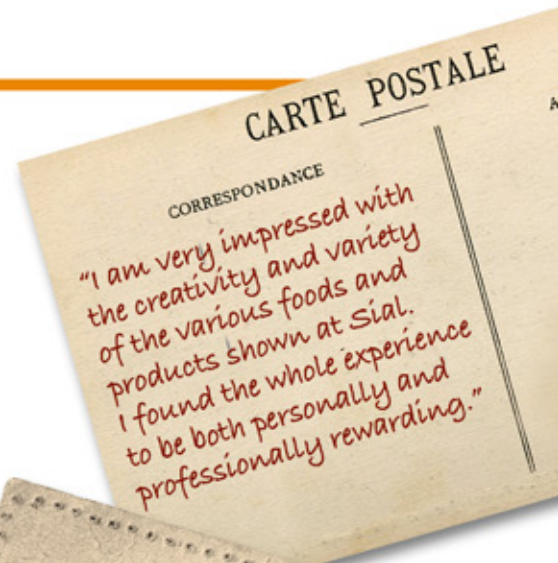 CARTE POSTALE
CORRESPONDANCE
"I am very impressed with
the creativity and variety
of the various foods and
products shown at Sial.
I found the whole experience
to be both personally and
professionally rewarding."